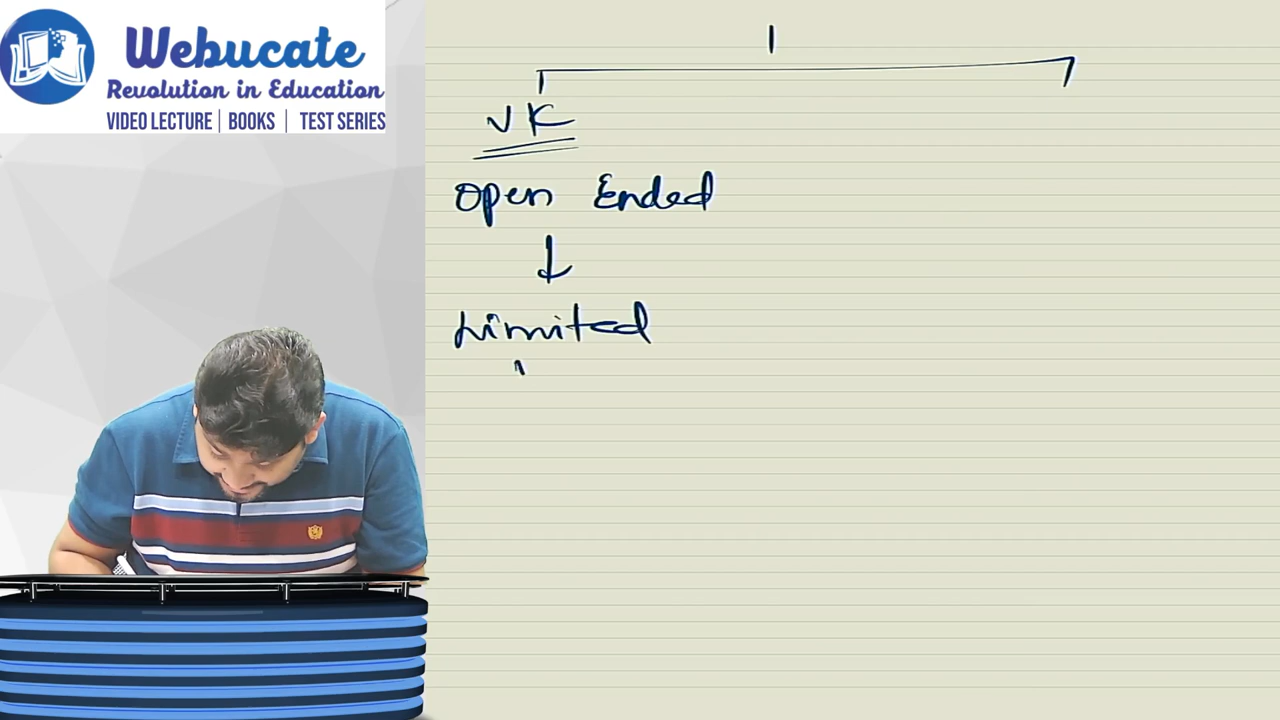 Webucate
Revolution in Education
VIDEO LECTURE | BOOKS | TEST SERIES
VK
Open Ended
Limited